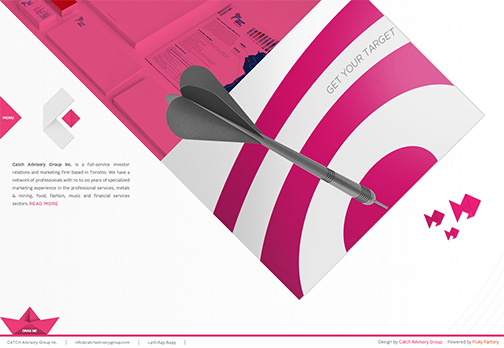 GET YOUR TARGET
MENU
Catch Advisory Group Inc. is a full-service investor
relations and marketing firm based in Toronto. We have a
network of professionals with 10 to 20 years of specialized
marketing experience in the professional services, metals
& mining, food, fashion, music and financial services
sectors. READ MORE
DRAG ME
CATCH Advisory Group Inc. | info@catchadvisorygroup.com |
Design by Catch Advisory Group Powered by Fluky Factory